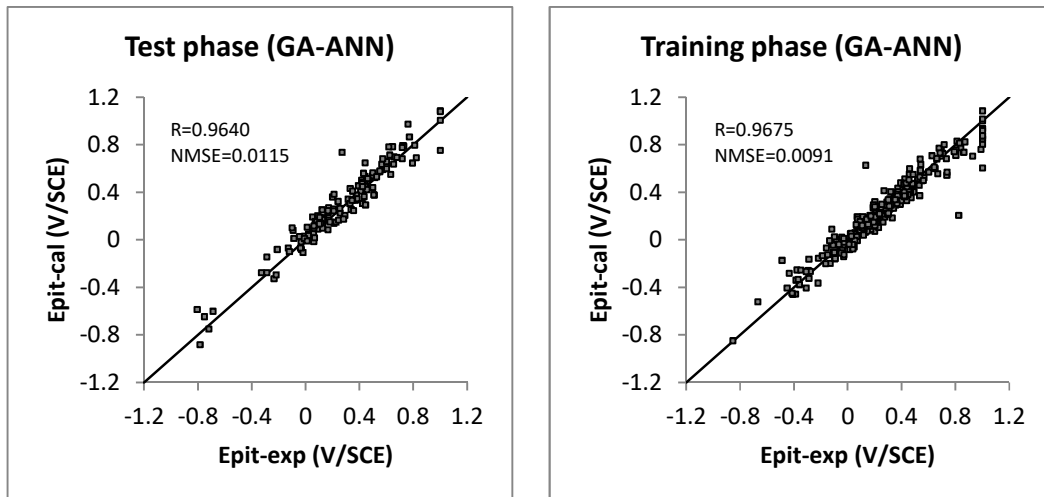 Test phase (GA-ANN)
R=0.9640
NMSE=0.0115
1.2
0.8
0.4
0
-0.4
-0.8
-1.2
-1.2 -0.8 -0.4 0 0.4 0.8 1.2
Epit-cal (V/SCE)
Epit-exp (V/SCE)
Training phase (GA-ANN)
R=0.9675
NMSE=0.0091
1.2
0.8
0.4
0
-0.4
-0.8
-1.2
-1.2 -0.8 -0.4 0 0.4 0.8 1.2
Epit-cal (V/SCE)
Epit-exp (V/SCE)